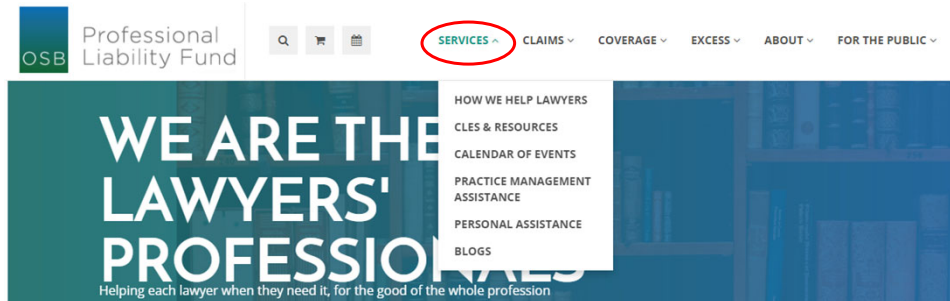 OSB
Professional
Liability Fund
SERVICES
CLAIMS
COVERAGE
EXCESS
ABOUT
FOR THE PUBLIC
HOW WE HELP LAWYERS
CLES & RESOURCES
CALENDAR OF EVENTS
PRACTICE MANAGEMENT
ASSISTANCE
PERSONAL ASSISTANCE
BLOGS
WE ARE THE
LAWYERS'
PROFESSIONALS
Helping each lawyer when they need it, for the good of the whole profession